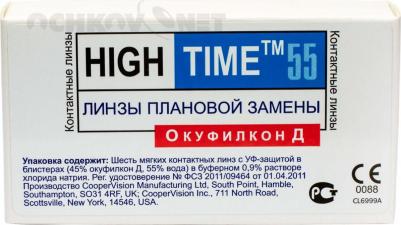 OCHKOV.NET
HIGH TIME™ 55
ЛИНЗЫ ПЛАНОВОЙ ЗАМЕНЫ
ОКУФИЛКОН Д
Контактные линзы
Контактные линзы
Упаковка содержит: Шесть мягких контактных линз с УФ-защитой в
блистерах (45% окуфилкон Д, 55% вода) в буферном 0,9% растворе
хлорида натрия. Рег. удостоверение № ФСЗ 2011/09464 от 01.04.2011
Производство CooperVision Manufacturing Ltd, South Point, Hamble,
Southampton, SO31 4RF, UK; CooperVision Inc., 711 North Road,
Scottsville, New York, 14546, USA.
CE
0088
CL6999A